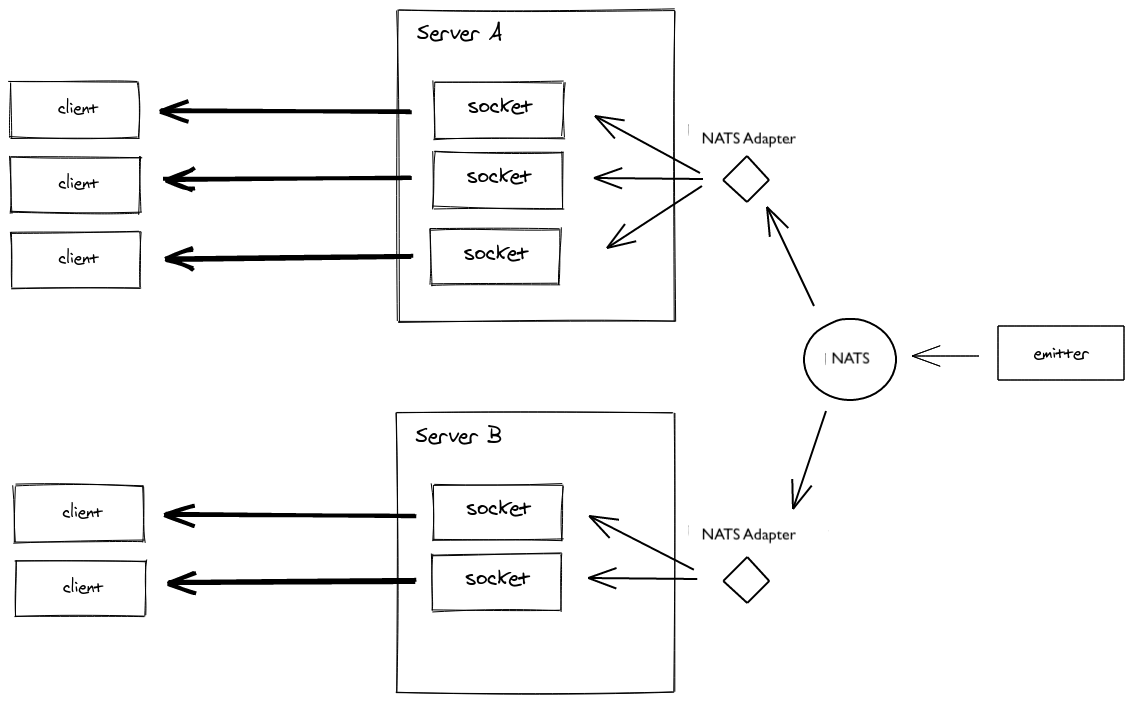 Server A
client
socket
NATS Adapter
client
socket
client
socket
NATS
emitter
Server B
client
socket
NATS Adapter
client
socket